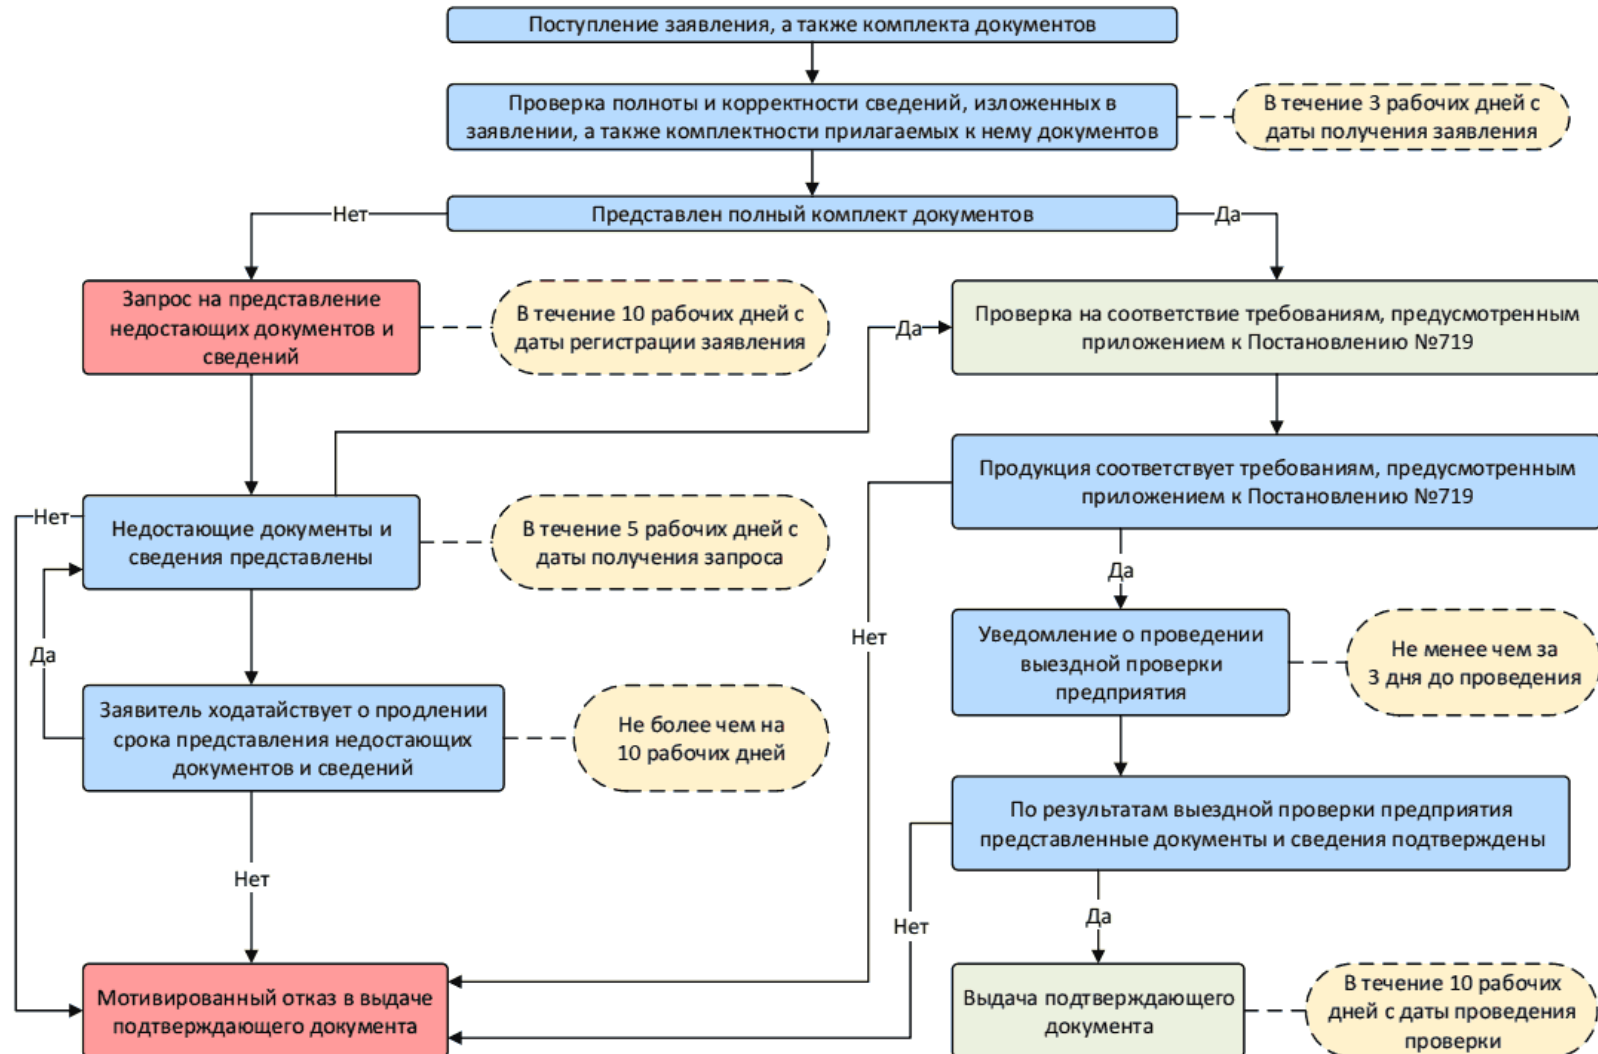 Поступление заявления, а также комплекта документов
Проверка полноты и корректности сведений, изложенных в
заявлении, а также комплектности прилагаемых к нему документов
В течение 3 рабочих дней с
даты получения заявления
Представлен полный комплект документов
Нет
Да
Запрос на представление
недостающих документов и
сведений
В течение 10 рабочих дней с
даты регистрации заявления
Да
Проверка на соответствие требованиям, предусмотренным
приложением к Постановлению №719
Продукция соответствует требованиям, предусмотренным
приложением к Постановлению №719
Нет
Недостающие документы и
сведения представлены
В течение 5 рабочих дней с
даты получения запроса
Да
Нет
Да
Уведомление о проведении
выездной проверки
предприятия
Не менее чем за
3 дня до проведения
Заявитель ходатайствует о продлении
срока представления недостающих
документов и сведений
Не более чем на
10 рабочих дней
По результатам выездной проверки предприятия
представленные документы и сведения подтверждены
Нет
Нет
Да
Мотивированный отказ в выдаче
подтверждающего документа
Выдача подтверждающего
документа
В течение 10 рабочих
дней с даты проведения
проверки